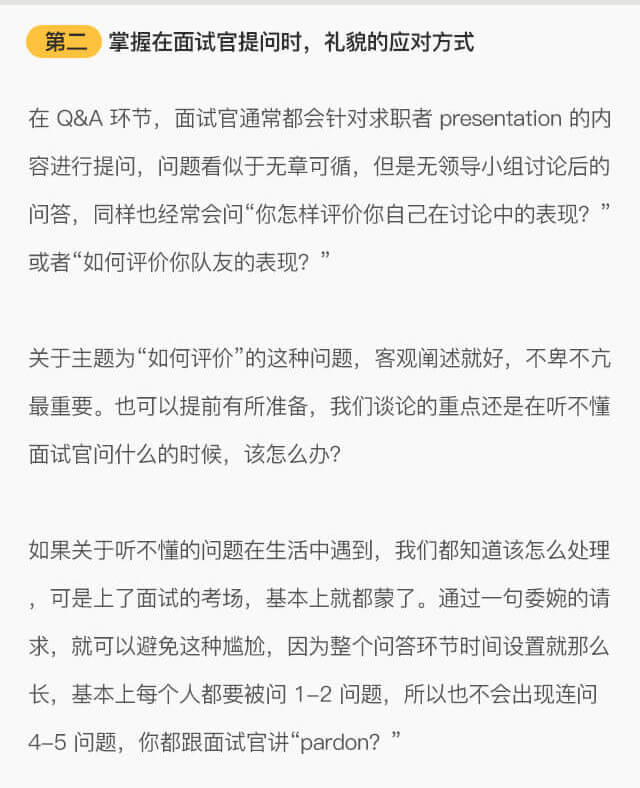 第二 掌握在面试官提问时，礼貌的应对方式
在 Q&A 环节，面试官通常都会针对求职者 presentation 的内
容进行提问，问题看似于无章可循，但是无领导小组讨论后的
问答，同样也经常会问“你怎样评价你自己在讨论中的表现？”
或者“如何评价你队友的表现？”
关于主题为“如何评价”的这种问题，客观阐述就好，不卑不亢
最重要。也可以提前有所准备，我们谈论的重点还是在听不懂
面试官问什么的时候，该怎么办？
如果关于听不懂的问题在生活中遇到，我们都知道该怎么处理
，可是上了面试的考场，基本上就都蒙了。通过一句委婉的请
求，就可以避免这种尴尬，因为整个问答环节时间设置就那么
长，基本上每个人都要被问 1-2 问题，所以也不会出现连问
4-5 问题，你都跟面试官讲“pardon？”